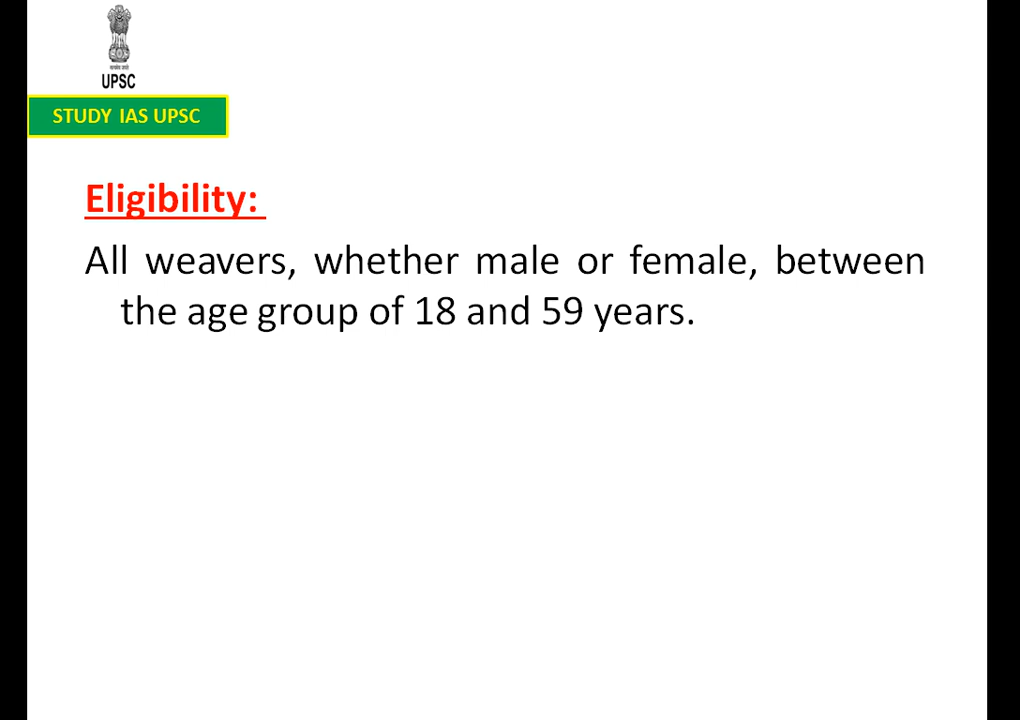 UPSC
STUDY IAS UPSC
Eligibility:
All weavers, whether male or female, between
the age group of 18 and 59 years.